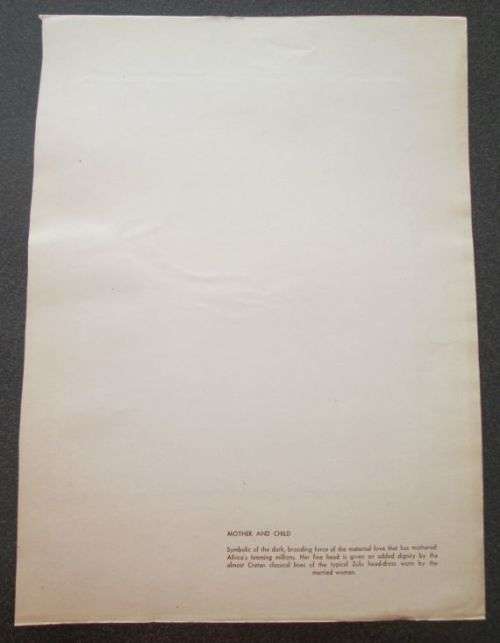 MOTHER AND CHILD
Symbolic of the dark, brooding force of the maternal love that has mothered
Africa's teeming millions. Her fine head is given an added dignity by the
almost Cretan classical lines of the typical Zulu head-dress worn by the
married woman.